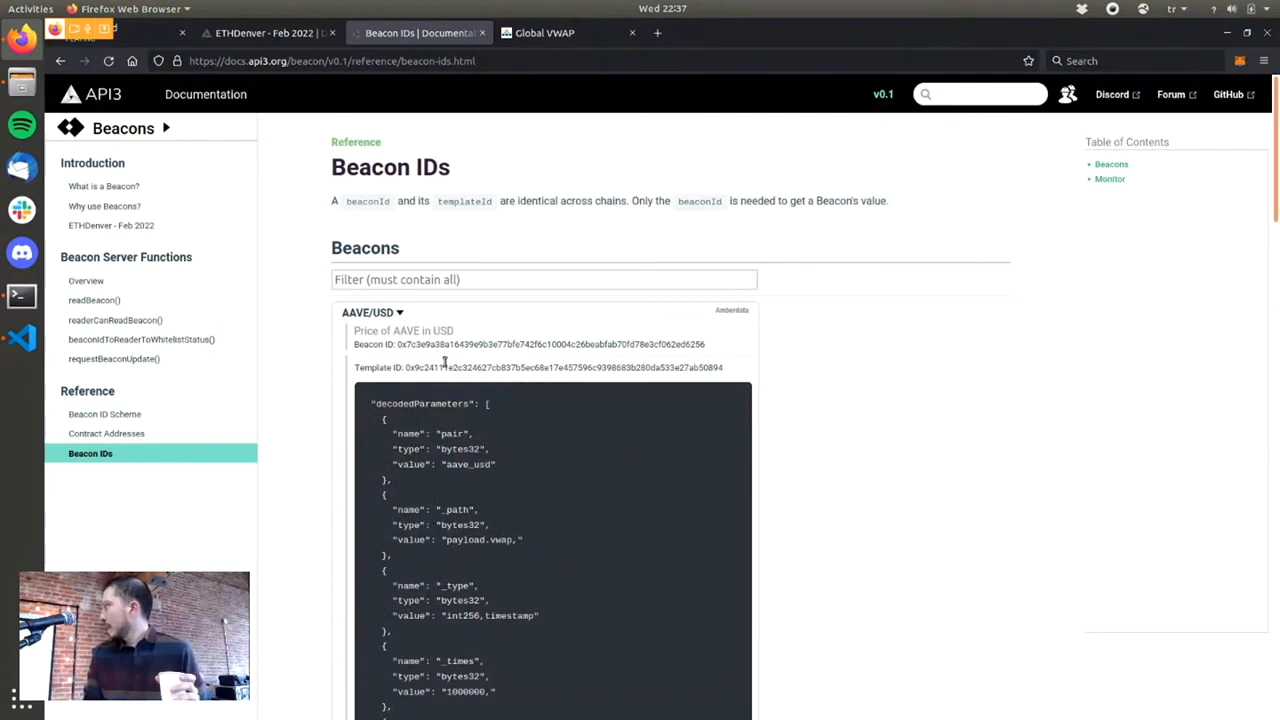 Activities
Firefox Web Browser
Wed 22:37
tr
ETHDenver - Feb 2022 | D
Beacon IDs | Documenta
Global VWAP
https://docs.api3.org/beacon/v0.1/reference/beacon-ids.html
Search
API3
Documentation
v0.1
Discord
Forum
GitHub
Beacons
Introduction
What is a Beacon?
Why use Beacons?
ETHDenver - Feb 2022
Beacon Server Functions
Overview
readBeacon()
readerCanReadBeacon()
beaconIdToReaderToWhitelistStatus()
requestBeaconUpdate()
Reference
Beacon ID Scheme
Contract Addresses
Beacon IDs
Reference
Beacon IDs
A beaconId and its templateId are identical across chains. Only the beaconId is needed to get a Beacon's value.
Beacons
Filter (must contain all)
AAVE/USD
Amberdata
Price of AAVE in USD
Beacon ID: 0x7c3e9a38a16439e9b3e77bfe742f6c10004c26beabfab70fd78e3cf062ed6256
Template ID:
"decodedParameters": [
{
"name": "pair",
"type": "bytes32",
"value": "aave_usd"
},
{
"name": "_path",
"type": "bytes32",
"value": "payload.vwap,"
},
{
"name": "_type",
"type": "bytes32",
"value": "int256,timestamp"
},
{
"name": "_times",
"type": "bytes32",
"value": "1000000,"
},
Table of Contents
Beacons
Monitor